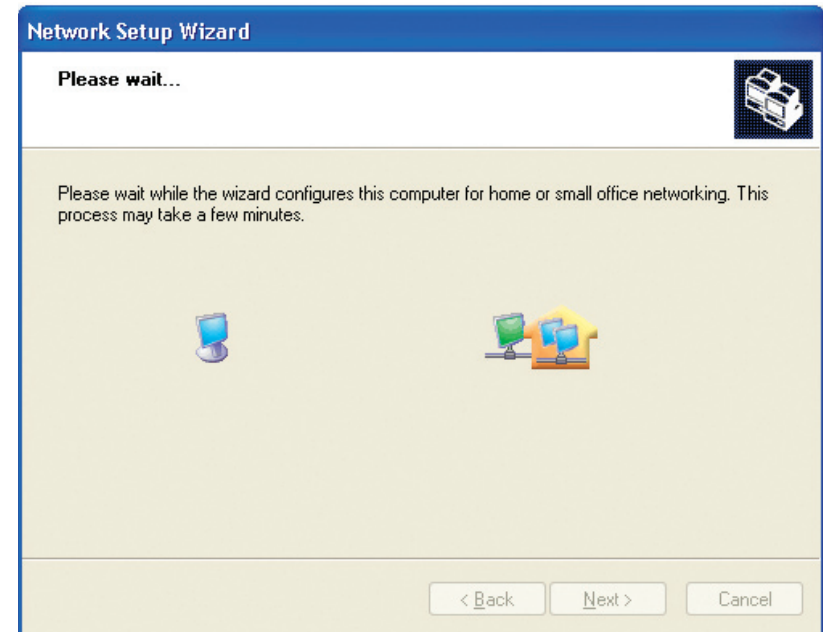 Network Setup Wizard
Please wait...
Please wait while the wizard configures this computer for home or small office networking. This
process may take a few minutes.
< Back Next > Cancel